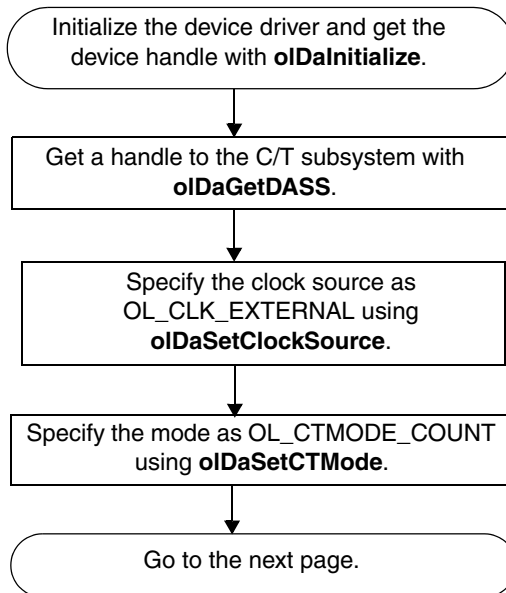 Initialize the device driver and get the
device handle with olDaInitialize.
Get a handle to the C/T subsystem with
olDaGetDASS.
Specify the clock source as
OL_CLK_EXTERNAL using
olDaSetClockSource.
Specify the mode as OL_CTMODE_COUNT
using olDaSetCTMode.
Go to the next page.